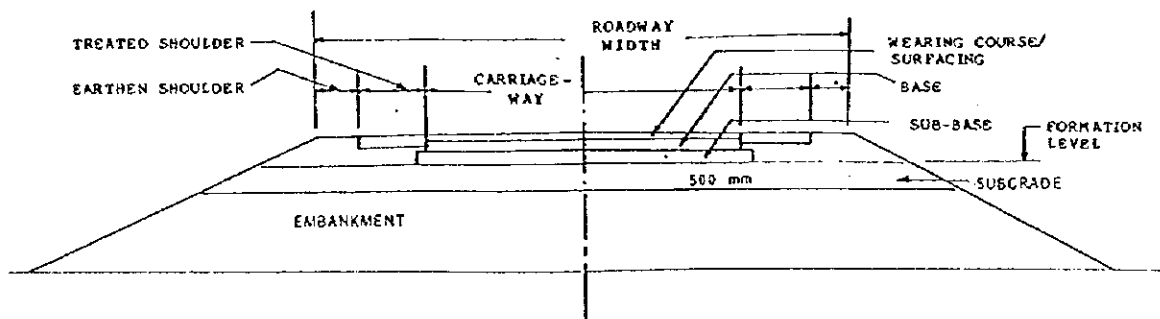 ROADWAY
WIDTH
TREATED SHOULDER
WEARING COURSE/
SURFACING
EARTHEN SHOULDER
CARRIAGE-
WAY
BASE
SUB-BASE
FORMATION
LEVEL
500 mm
SUBGRADE
EMBANKMENT